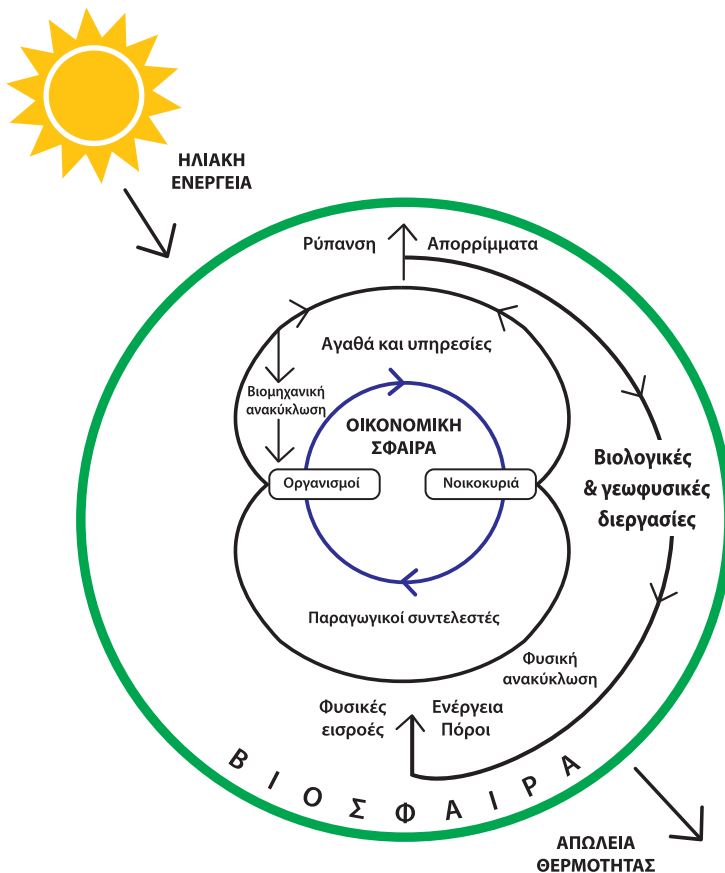 ΗΛΙΑΚΗ
ΕΝΕΡΓΕΙΑ
Ρύπανση
Απορρίμματα
Αγαθά και υπηρεσίες
Βιομηχανική
ανακύκλωση
ΟΙΚΟΝΟΜΙΚΗ
ΣΦΑΙΡΑ
Οργανισμοί
Νοικοκυριά
Βιολογικές
& γεωφυσικές
διεργασίες
Παραγωγικοί συντελεστές
Φυσική
ανακύκλωση
Φυσικές
εισροές
Ενέργεια
Πόροι
ΒΙΟΣΦΑΙΡΑ
ΑΠΩΛΕΙΑ
ΘΕΡΜΟΤΗΤΑΣ